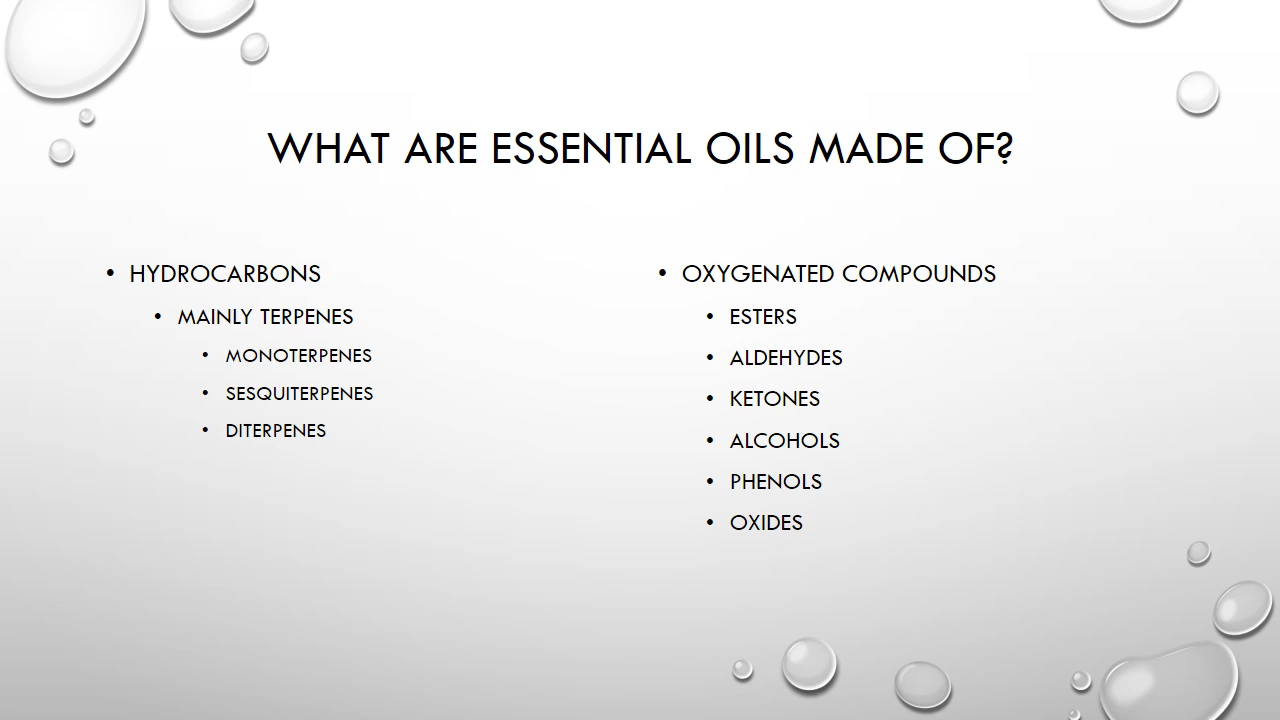 WHAT ARE ESSENTIAL OILS MADE OF?
• HYDROCARBONS
• MAINLY TERPENES
• MONOTERPENES
• SESQUITERPENES
• DITERPENES
• OXYGENATED COMPOUNDS
• ESTERS
• ALDEHYDES
• KETONES
• ALCOHOLS
• PHENOLS
• OXIDES